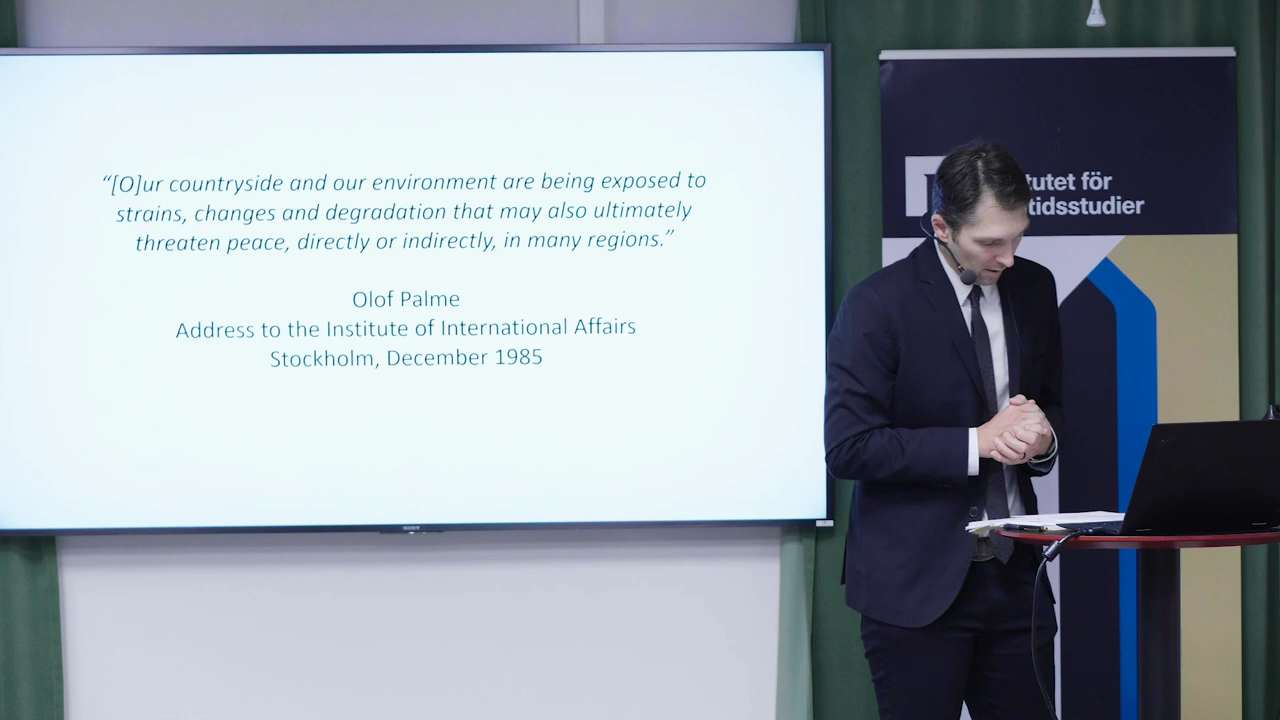 “[O]ur countryside and our environment are being exposed to
strains, changes and degradation that may also ultimately
threaten peace, directly or indirectly, in many regions.”
Olof Palme
Address to the Institute of International Affairs
Stockholm, December 1985
SONY
tutet för
tidsstudier